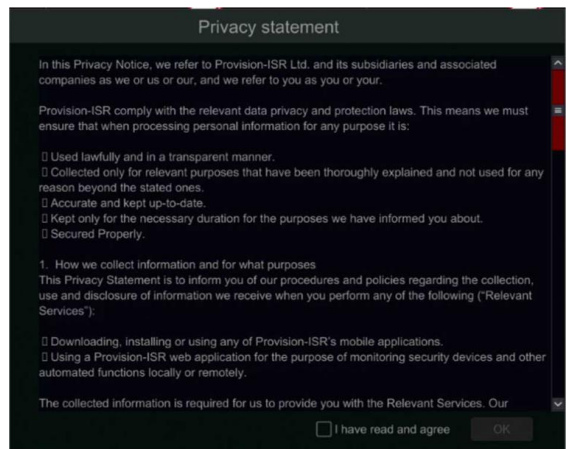 Privacy statement
In this Privacy Notice, we refer to Provision-ISR Ltd. and its subsidiaries and associated
companies as we or us or our, and we refer to you as you or your.
Provision-ISR comply with the relevant data privacy and protection laws. This means we must
ensure that when processing personal information for any purpose it is:
▯ Used lawfully and in a transparent manner.
▯ Collected only for relevant purposes that have been thoroughly explained and not used for any
reason beyond the stated ones.
▯ Accurate and kept up-to-date.
▯ Kept only for the necessary duration for the purposes we have informed you about.
▯ Secured Properly.
1. How we collect information and for what purposes
This Privacy Statement is to inform you of our procedures and policies regarding the collection,
use and disclosure of information we receive when you perform any of the following ("Relevant
Services"):
▯ Downloading, installing or using any of Provision-ISR's mobile applications.
▯ Using a Provision-ISR web application for the purpose of monitoring security devices and other
automated functions locally or remotely.
The collected information is required for us to provide you with the Relevant Services. Our
I have read and agree
OK